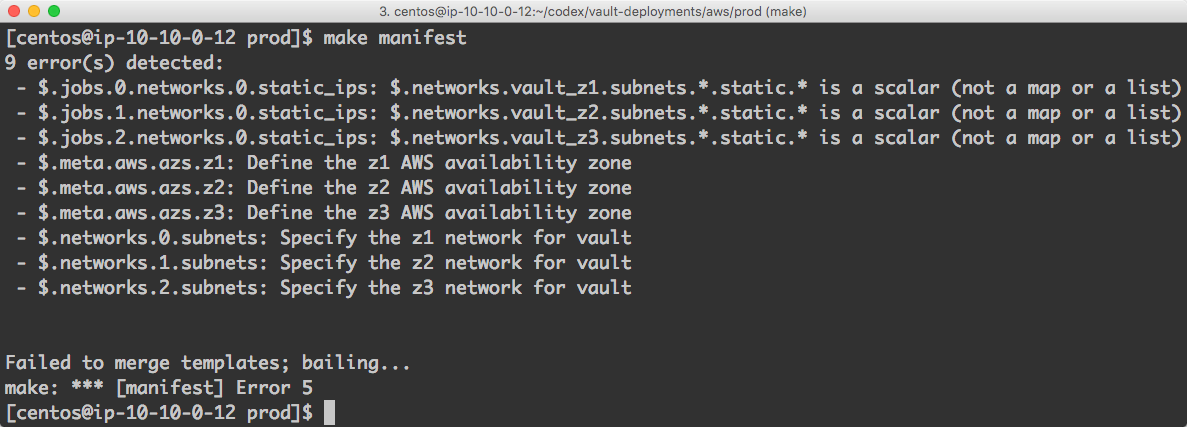 3. centos@ip-10-10-0-12:~/codex/vault-deployments/aws/prod (make)
[centos@ip-10-10-0-12 prod]$ make manifest
9 error(s) detected:
 - $.jobs.0.networks.0.static_ips: $.networks.vault_z1.subnets.*.static.* is a scalar (not a map or a list)
 - $.jobs.1.networks.0.static_ips: $.networks.vault_z2.subnets.*.static.* is a scalar (not a map or a list)
 - $.jobs.2.networks.0.static_ips: $.networks.vault_z3.subnets.*.static.* is a scalar (not a map or a list)
 - $.meta.aws.azs.z1: Define the z1 AWS availability zone
 - $.meta.aws.azs.z2: Define the z2 AWS availability zone
 - $.meta.aws.azs.z3: Define the z3 AWS availability zone
 - $.networks.0.subnets: Specify the z1 network for vault
 - $.networks.1.subnets: Specify the z2 network for vault
 - $.networks.2.subnets: Specify the z3 network for vault
Failed to merge templates; bailing...
make: *** [manifest] Error 5
[centos@ip-10-10-0-12 prod]$